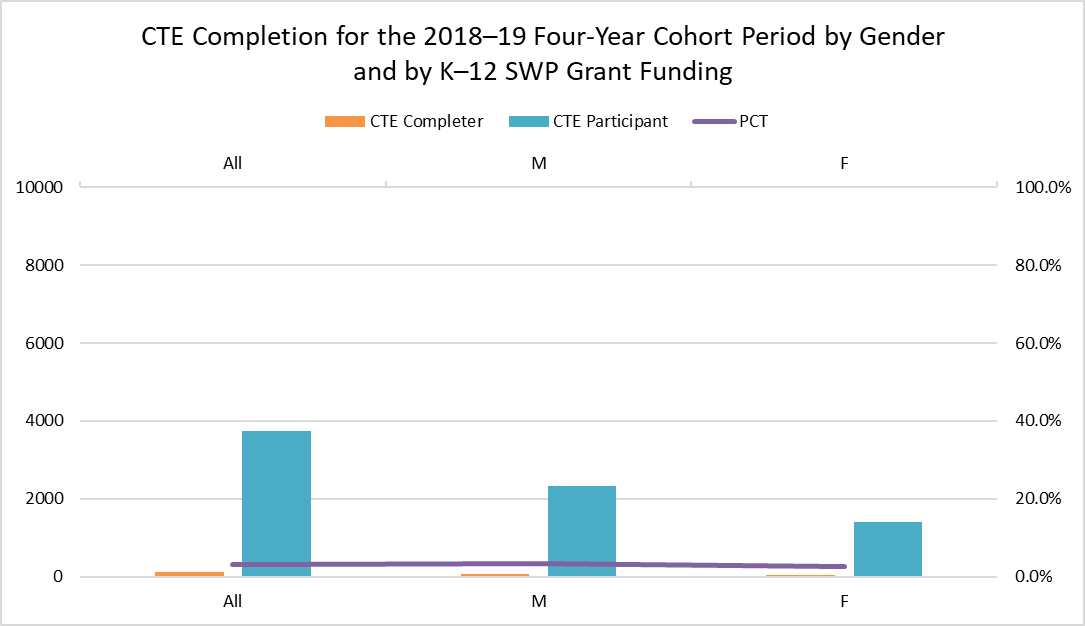 CTE Completion for the 2018–19 Four-Year Cohort Period by Gender
and by K–12 SWP Grant Funding
CTE Completer CTE Participant PCT
All M F
10000 100.0%
8000 80.0%
6000 60.0%
4000 40.0%
2000 20.0%
0 0.0%
All M F